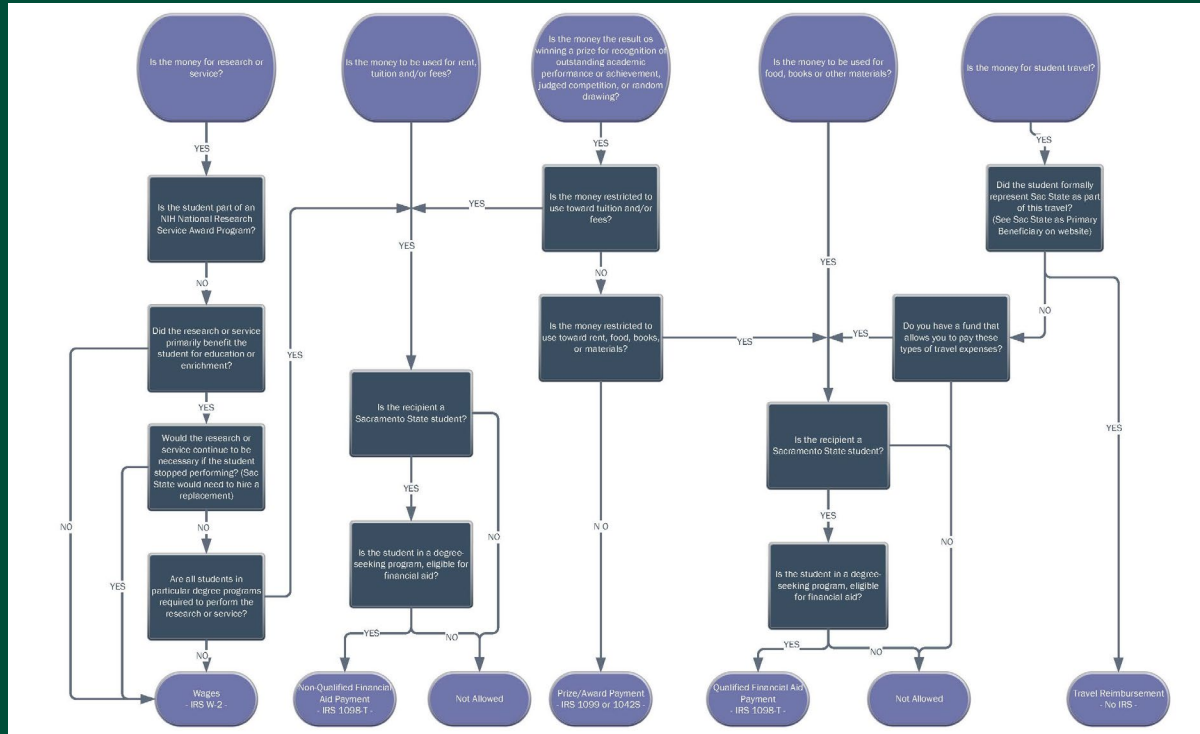 Is the money for research or
service?
Is the money to be used for rent,
tuition and/or fees?
Is the money the result os
winning a prize for recognition of
outstanding academic
performance or achievement,
judged competition, or random
drawing?
Is the money to be used for
food, books or other materials?
Is the money for student travel?
YES
YES
YES
Is the student part of an
NIH National Research
Service Award Program?
Is the money restricted to
use toward tuition and/or
fees?
Did the student formally
represent Sac State as part
of this travel?
(See Sac State as Primary
Beneficiary on website)
YES
YES
YES
NO
NO
NO
Did the research or service
primarily benefit the
student for education or
enrichment?
Is the money restricted to
use toward rent, food, books,
or materials?
Do you have a fund that
allows you to pay these
types of travel expenses?
YES
YES
YES
YES
Is the recipient a
Sacramento State student?
Is the recipient a
Sacramento State student?
YES
YES
Would the research or
service continue to be
necessary if the student
stopped performing? (Sac
State would need to hire a
replacement)
YES
YES
NO
NO
NO
NO
NO
Is the student in a degree-
seeking program, eligible for
financial aid?
Is the student in a degree-
seeking program, eligible
for financial aid?
Are all students in
particular degree programs
required to perform the
research or service?
YES
YES
NO
YES
NO
NO
Wages
- IRS W-2 -
Non-Qualified Financial
Aid Payment
- IRS 1098-T -
Not Allowed
Prize/Award Payment
- IRS 1099 or 1042S -
Qualified Financial Aid
Payment
- IRS 1098-T -
Not Allowed
Travel Reimbursement
- No IRS -